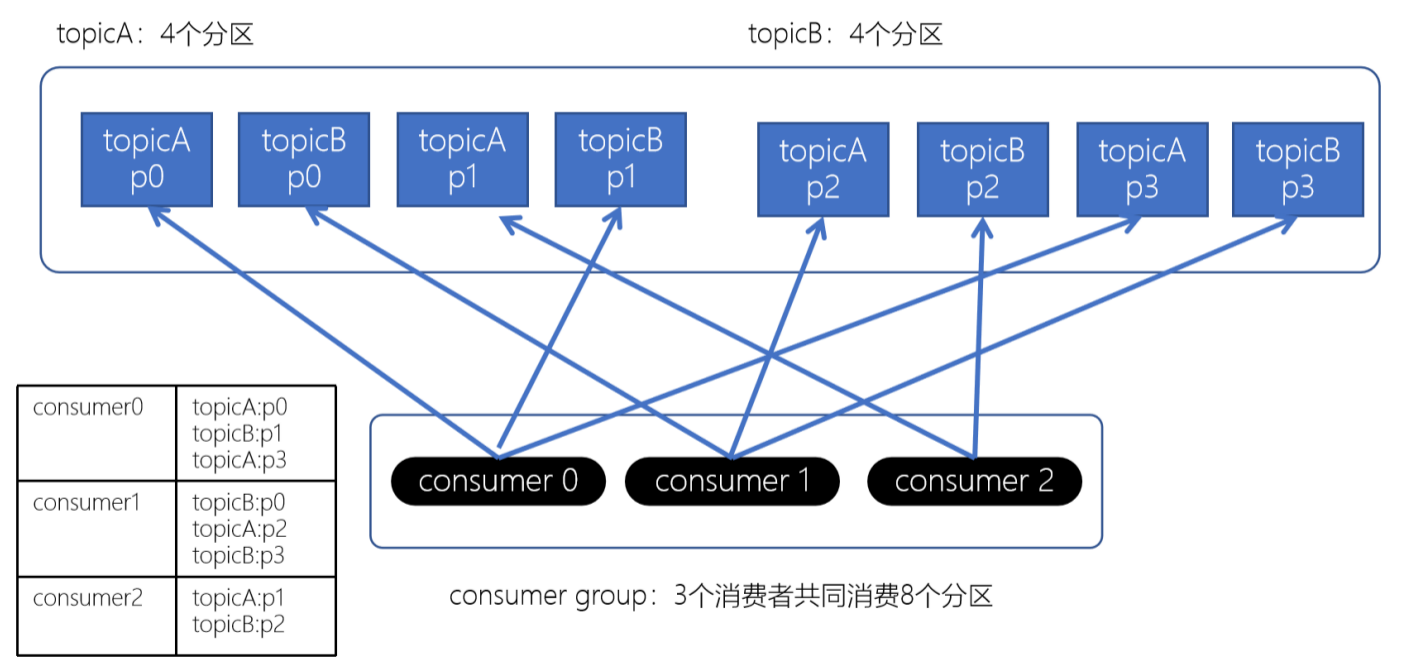 topicA：4个分区
topicB：4个分区
topicA
p0
topicB
p0
topicA
p1
topicB
p1
topicA
p2
topicB
p2
topicA
p3
topicB
p3
consumer0
topicA:p0
topicB:p1
topicA:p3
consumer1
topicB:p0
topicA:p2
topicB:p3
consumer2
topicA:p1
topicB:p2
consumer 0
consumer 1
consumer 2
consumer group：3个消费者共同消费8个分区